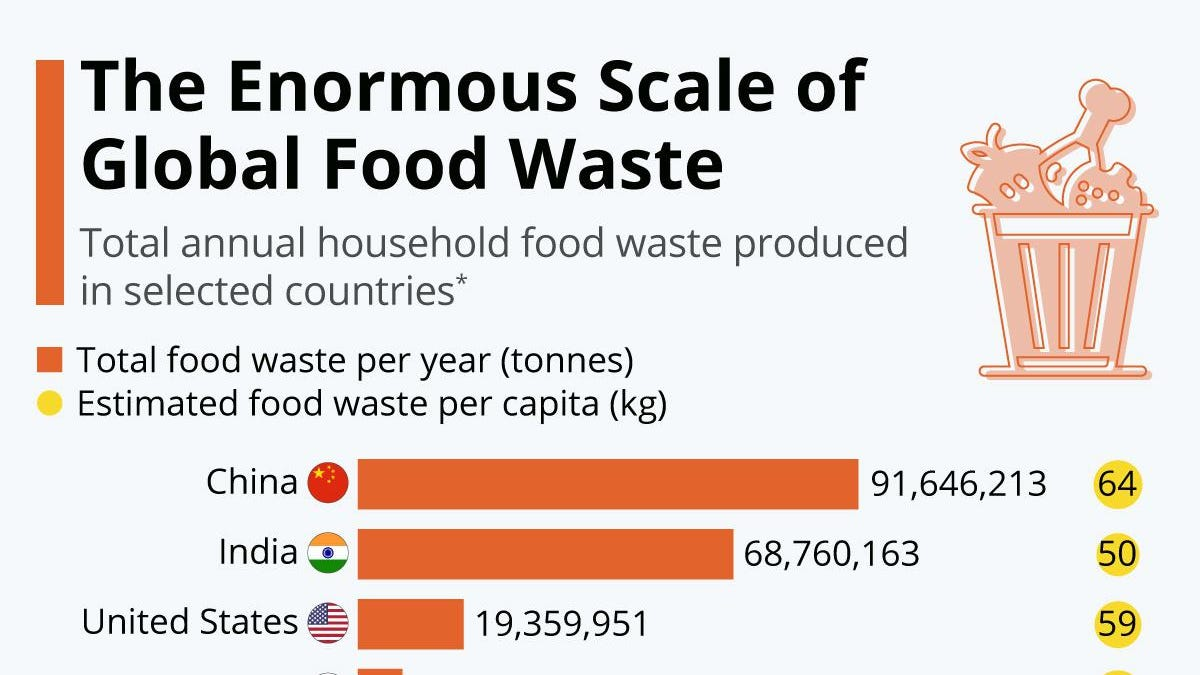 The Enormous Scale of
Global Food Waste
Total annual household food waste produced
in selected countries*
Total food waste per year (tonnes)
Estimated food waste per capita (kg)
China 91,646,213 64
India 68,760,163 50
United States 19,359,951 59